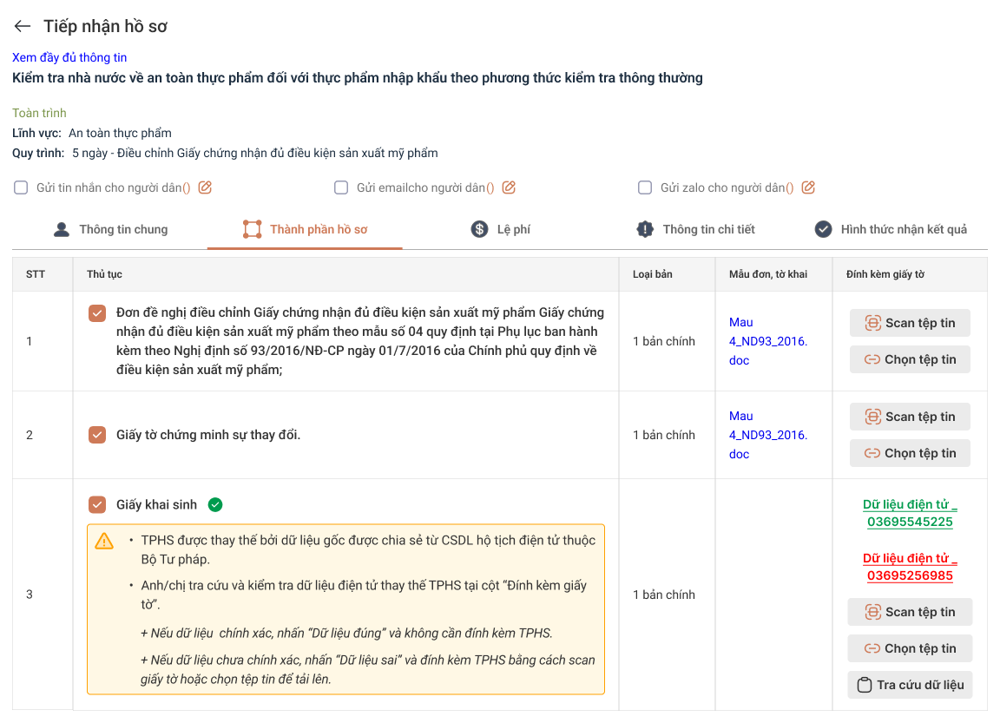 Tiếp nhận hồ sơ
Xem đầy đủ thông tin
Kiểm tra nhà nước về an toàn thực phẩm đối với thực phẩm nhập khẩu theo phương thức kiểm tra thông thường
Toàn trình
Lĩnh vực: An toàn thực phẩm
Quy trình: 5 ngày - Điều chỉnh Giấy chứng nhận đủ điều kiện sản xuất mỹ phẩm
Gửi tin nhắn cho người dân() Gửi emailcho người dân() Gửi zalo cho người dân()
Thông tin chung Thành phần hồ sơ Lệ phí Thông tin chi tiết Hình thức nhận kết quả
STT Thủ tục Loại bản Mẫu đơn, tờ khai Đính kèm giấy tờ
1
Đơn đề nghị điều chỉnh Giấy chứng nhận đủ điều kiện sản xuất mỹ phẩm Giấy chứng
nhận đủ điều kiện sản xuất mỹ phẩm theo mẫu số 04 quy định tại Phụ lục ban hành
kèm theo Nghị định số 93/2016/NĐ-CP ngày 01/7/2016 của Chính phủ quy định về
điều kiện sản xuất mỹ phẩm;
1 bản chính
Mau
4_ND93_2016.
doc
Scan tệp tin
Chọn tệp tin
2
Giấy tờ chứng minh sự thay đổi.
1 bản chính
Mau
4_ND93_2016.
doc
Scan tệp tin
Chọn tệp tin
3
Giấy khai sinh
• TPHS được thay thế bởi dữ liệu gốc được chia sẻ từ CSDL hộ tịch điện tử thuộc
Bộ Tư pháp.
• Anh/chị tra cứu và kiểm tra dữ liệu điện tử thay thế TPHS tại cột “Đính kèm giấy
tờ”.
+ Nếu dữ liệu chính xác, nhấn “Dữ liệu đúng” và không cần đính kèm TPHS.
+ Nếu dữ liệu chưa chính xác, nhấn “Dữ liệu sai” và đính kèm TPHS bằng cách scan
giấy tờ hoặc chọn tệp tin để tải lên.
1 bản chính
Dữ liệu điện tử _
03695545225
Dữ liệu điện tử _
03695256985
Scan tệp tin
Chọn tệp tin
Tra cứu dữ liệu